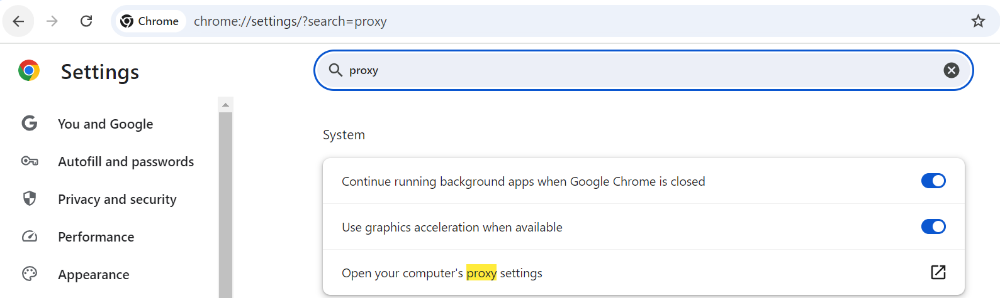 Chrome chrome://settings/?search=proxy
Settings
proxy
You and Google
Autofill and passwords
Privacy and security
Performance
Appearance
System
Continue running background apps when Google Chrome is closed
Use graphics acceleration when available
Open your computer's proxy settings